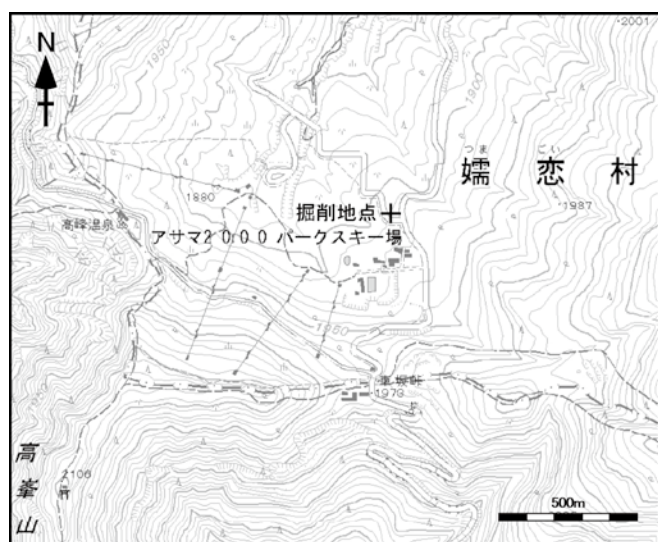 N
2001
1950
1900
つま ごい
嬬 恋 村
1880
掘削地点
1987
高峰温泉
アサマ2000 パークスキー場
車坂峠
1973
2106
高
峯
山
500m